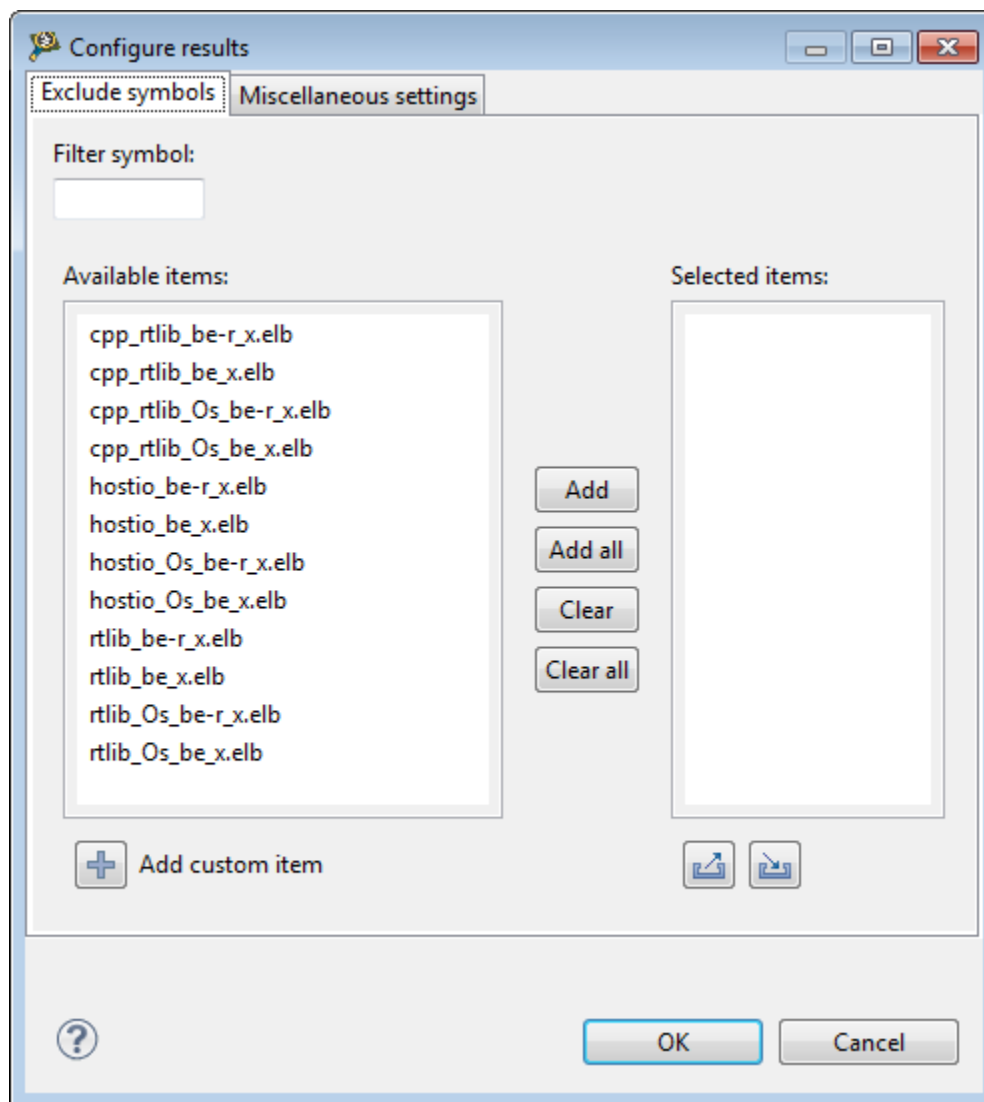 Configure results
Exclude symbols
Miscellaneous settings
Filter symbol:
Available items:
Selected items:
cpp_rtlib_be-r_x.elb
cpp_rtlib_be_x.elb
cpp_rtlib_Os_be-r_x.elb
cpp_rtlib_Os_be_x.elb
hostio_be-r_x.elb
hostio_be_x.elb
hostio_Os_be-r_x.elb
hostio_Os_be_x.elb
rtlib_be-r_x.elb
rtlib_be_x.elb
rtlib_Os_be-r_x.elb
rtlib_Os_be_x.elb
Add
Add all
Clear
Clear all
Add custom item
?
OK
Cancel